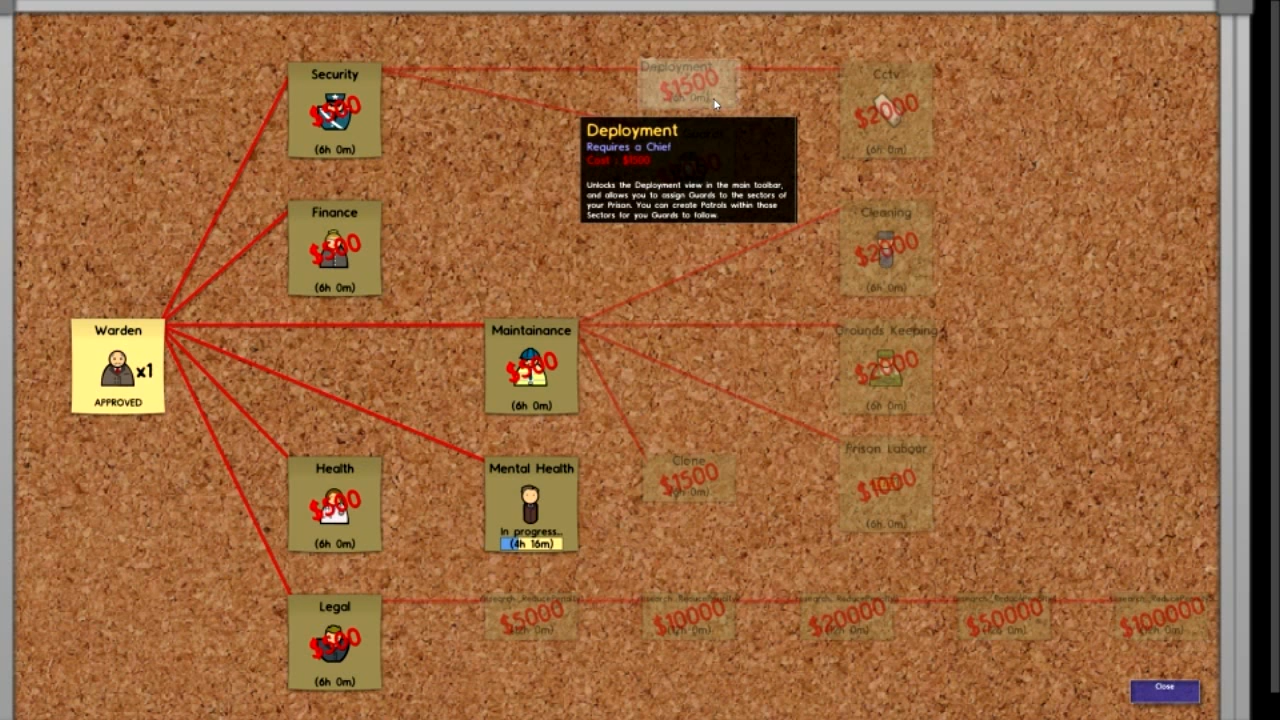 Security
$500
(6h 0m)
Deployment
$1500
(6h 0m)
Cctv
$2000
(6h 0m)
Deployment
Requires a Chief
Cost : $1500
Unlocks the Deployment view in the main toolbar,
and allows you to assign Guards to the sectors of
your Prison. You can create Patrols within those
Sectors for you Guards to follow.
Finance
$500
(6h 0m)
Cleaning
$2000
(6h 0m)
Warden
x1
APPROVED
Maintainance
$500
(6h 0m)
Grounds Keeping
$2000
(6h 0m)
Health
$500
(6h 0m)
Mental Health
In progress..
(4h 16m)
Clone
$1500
(6h 0m)
Prison Labour
$1000
(6h 0m)
Legal
$500
(6h 0m)
$5000
$10000
$20000
$50000
$100000
Close